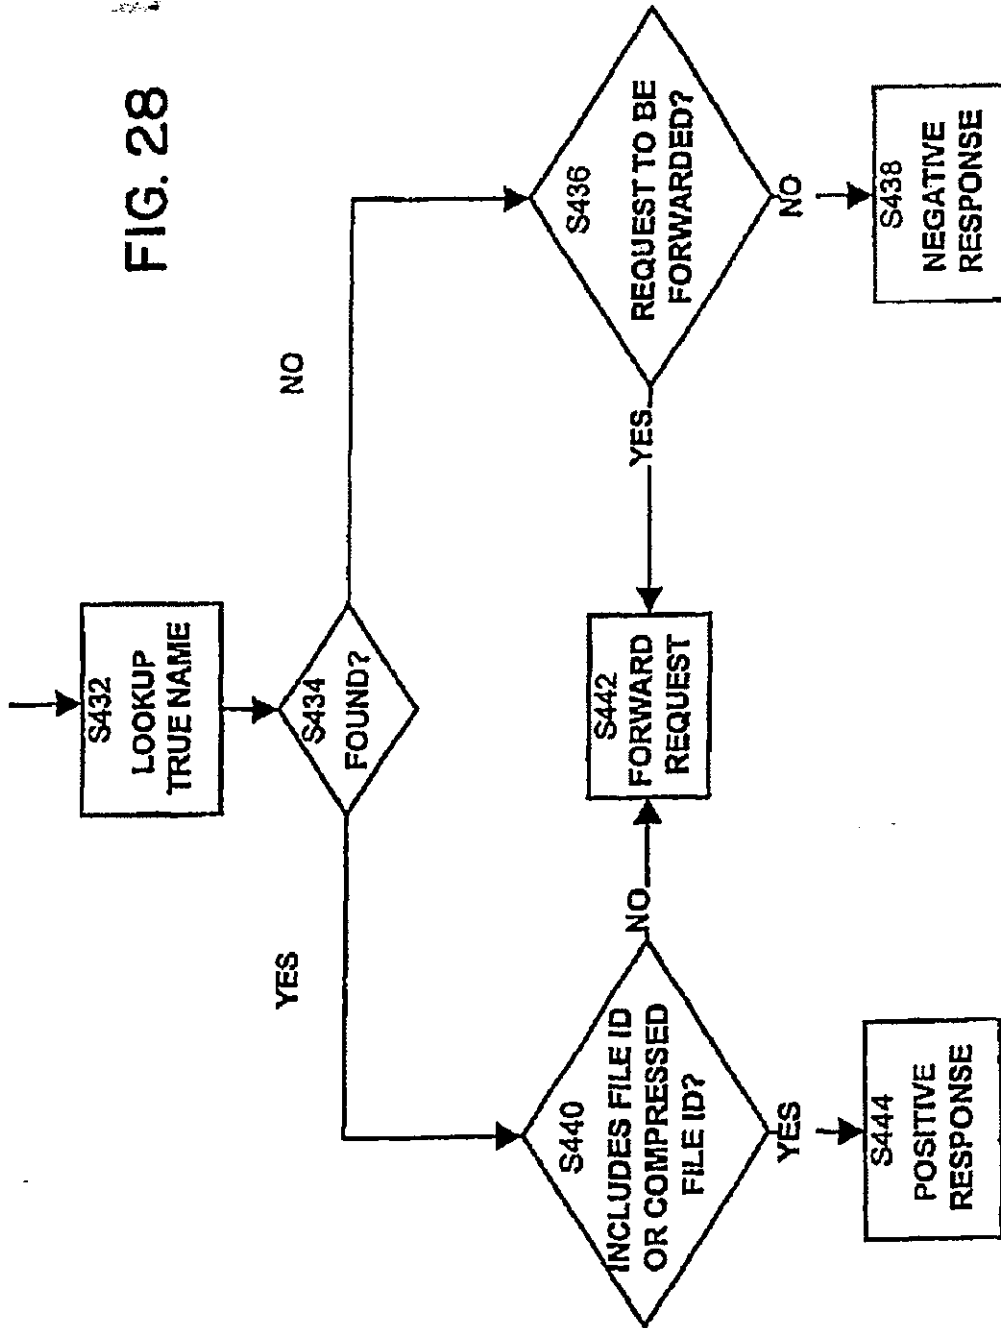 FIG. 28
S432
LOOKUP
TRUE NAME
S434
FOUND?
YES
NO
S440
INCLUDES FILE ID
OR COMPRESSED
FILE ID?
NO
YES
S442
FORWARD
REQUEST
S436
REQUEST TO BE
FORWARDED?
YES
NO
S444
POSITIVE
RESPONSE
S438
NEGATIVE
RESPONSE